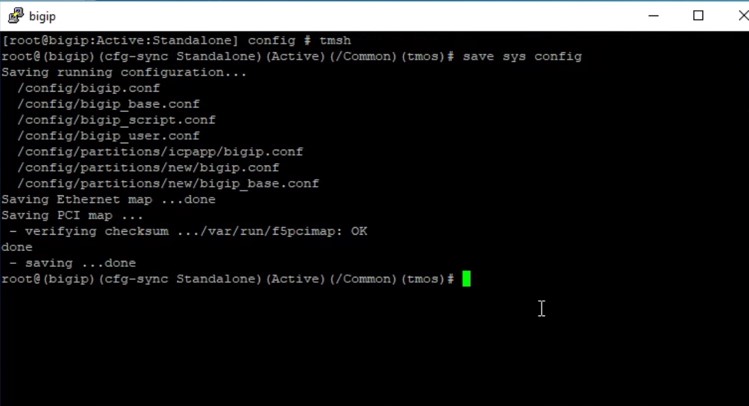 bigip
[root@bigip:Active:Standalone] config # tmsh
root@(bigip)(cfg-sync Standalone)(Active)(/Common)(tmos)# save sys config
Saving running configuration...
  /config/bigip.conf
  /config/bigip_base.conf
  /config/bigip_script.conf
  /config/bigip_user.conf
  /config/partitions/icpapp/bigip.conf
  /config/partitions/new/bigip.conf
  /config/partitions/new/bigip_base.conf
Saving Ethernet map ...done
Saving PCI map ...
 - verifying checksum .../var/run/f5pcimap: OK
done
 - saving ...done
root@(bigip)(cfg-sync Standalone)(Active)(/Common)(tmos)#